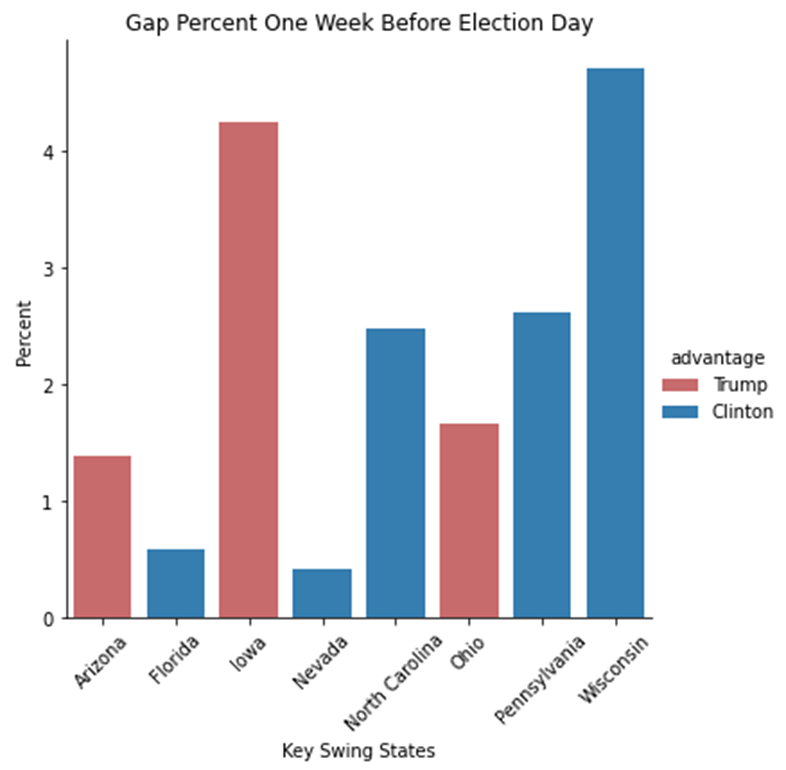 Gap Percent One Week Before Election Day
Percent
4
3
2
1
0
Arizona
Florida
Iowa
Nevada
North Carolina
Ohio
Pennsylvania
Wisconsin
Key Swing States
advantage
Trump
Clinton